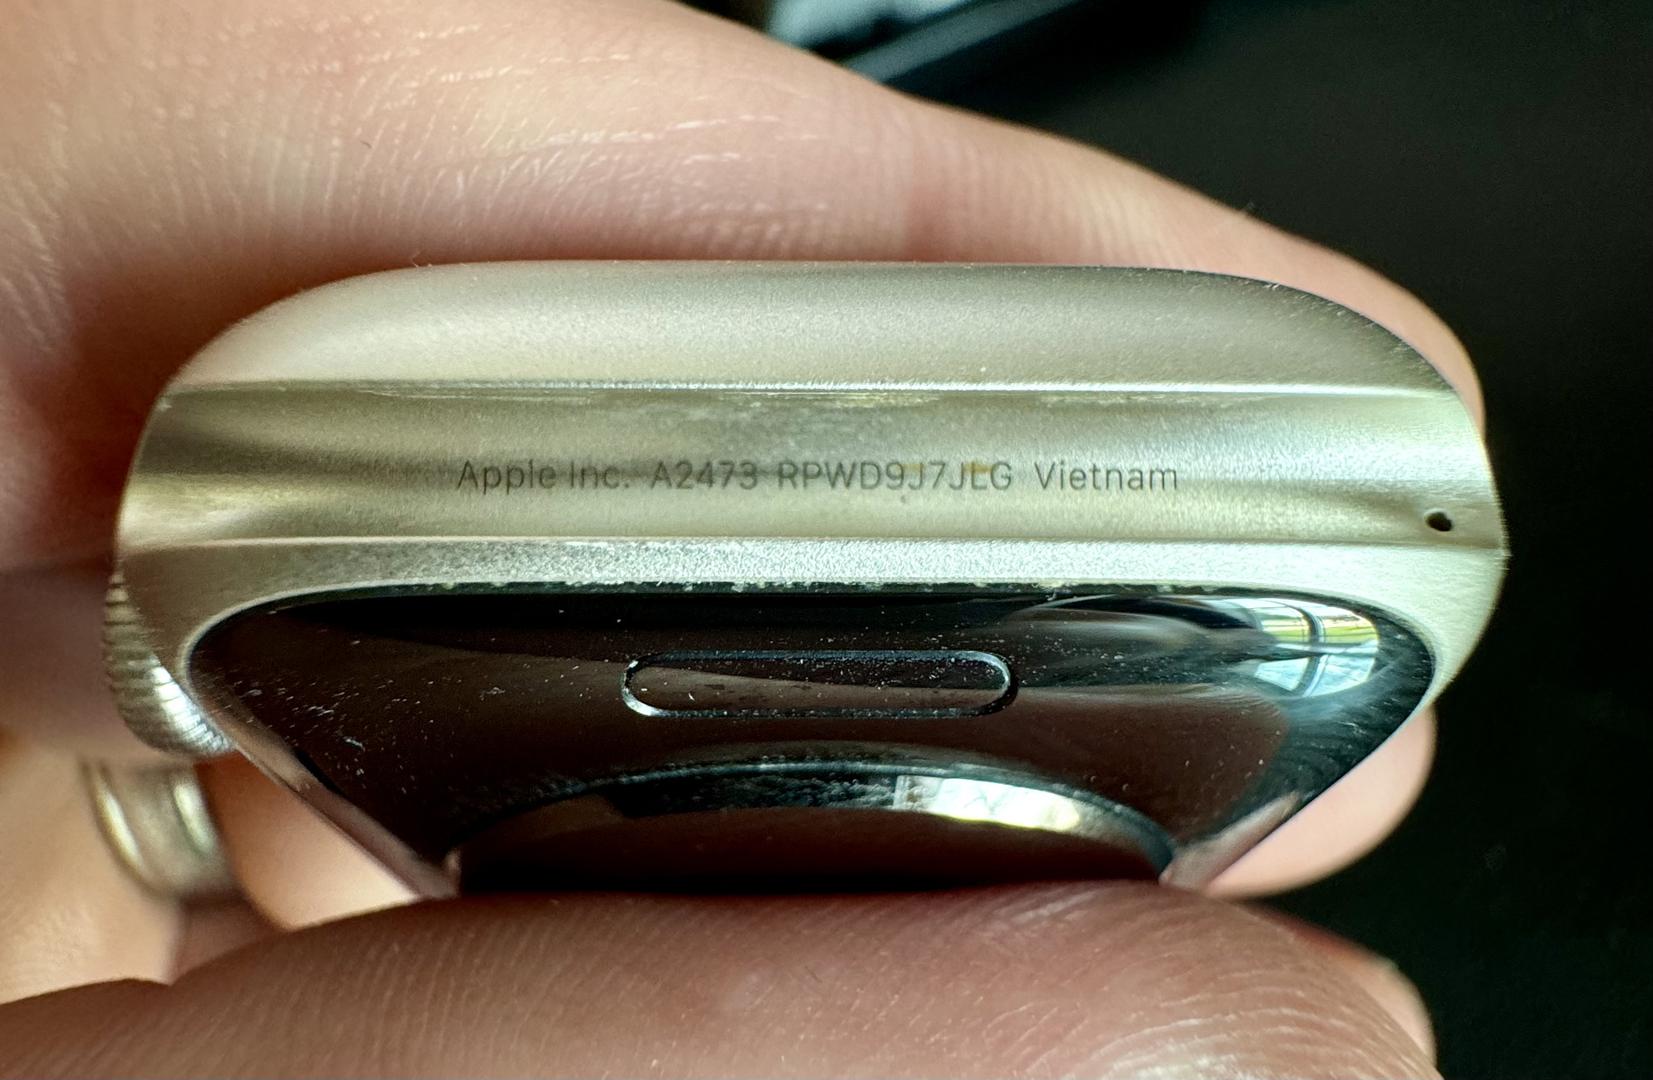 Apple Inc. A2473 RPWD9J7JLG Vietnam